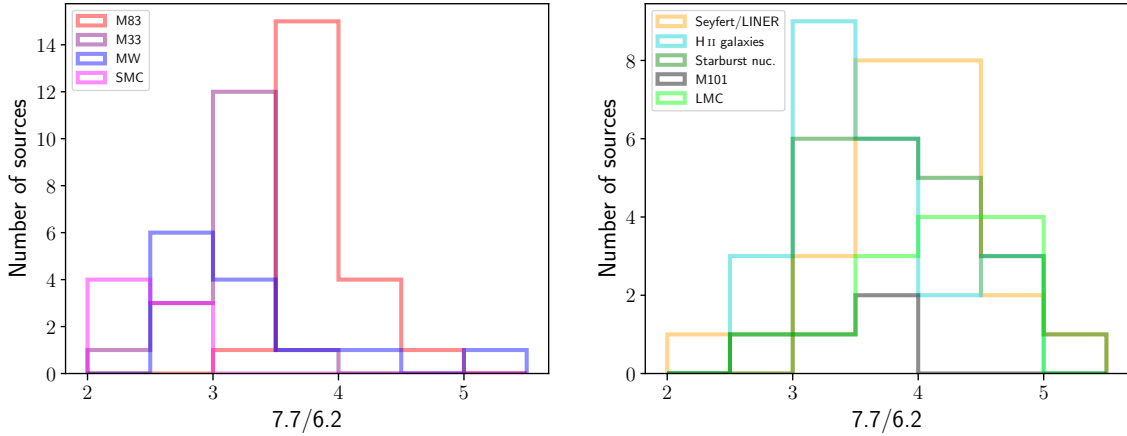 M83
M33
MW
SMC
Number of sources
0
2
4
6
8
10
12
14
2
3
4
5
7.7/6.2
Seyfert/LINER
H II galaxies
Starburst nuc.
M101
LMC
Number of sources
0
2
4
6
8
2
3
4
5
7.7/6.2